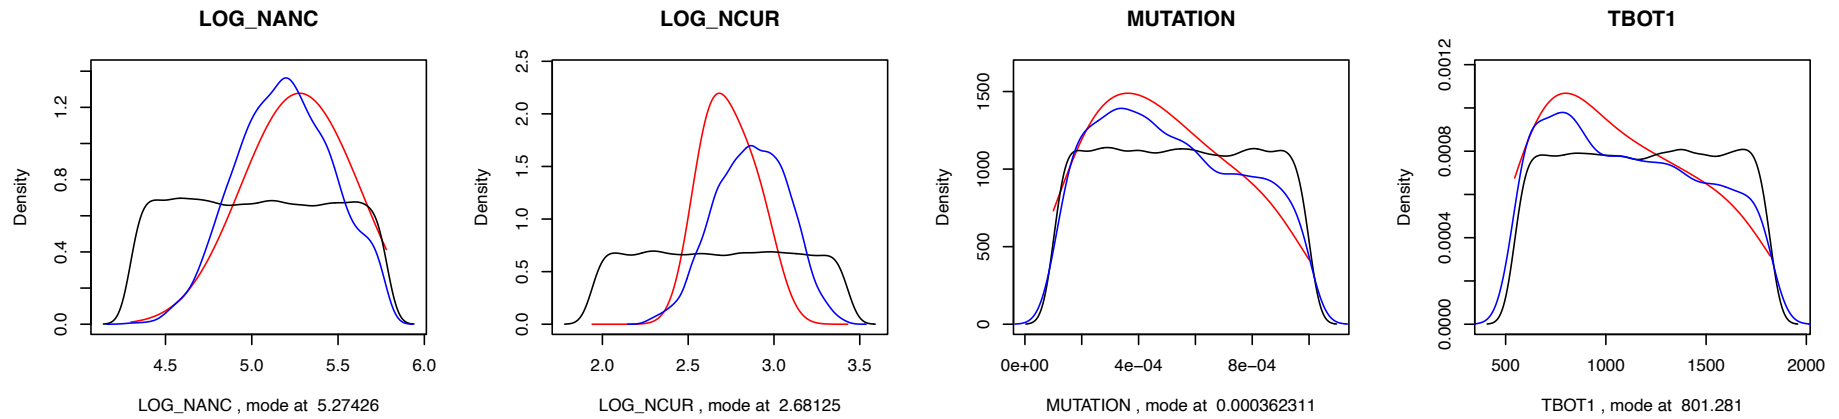 LOG_NANC
Density
0.0
0.4
0.8
1.2
4.5
5.0
5.5
6.0
LOG_NANC , mode at 5.27426
LOG_NCUR
Density
0.0
0.5
1.0
1.5
2.0
2.5
2.0
2.5
3.0
3.5
LOG_NCUR , mode at 2.68125
MUTATION
Density
0
500
1000
1500
0e+00
4e-04
8e-04
MUTATION , mode at 0.000362311
TBOT1
Density
0.0000
0.0004
0.0008
0.0012
500
1000
1500
2000
TBOT1 , mode at 801.281